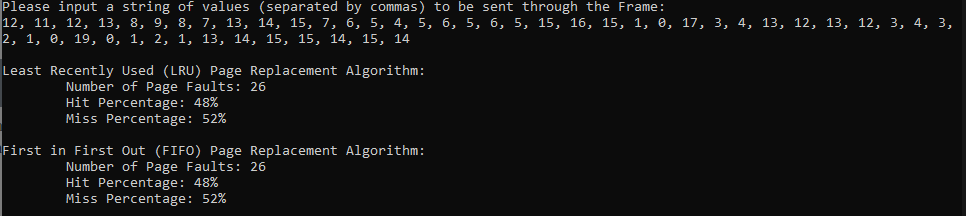 Please input a string of values (separated by commas) to be sent through the Frame:
12, 11, 12, 13, 8, 9, 8, 7, 13, 14, 15, 7, 6, 5, 4, 5, 6, 5, 6, 5, 15, 16, 15, 1, 0, 17, 3, 4, 13, 12, 13, 12, 3, 4, 3,
2, 1, 0, 19, 0, 1, 2, 1, 13, 14, 15, 15, 14, 15, 14
Least Recently Used (LRU) Page Replacement Algorithm:
Number of Page Faults: 26
Hit Percentage: 48%
Miss Percentage: 52%
First in First Out (FIFO) Page Replacement Algorithm:
Number of Page Faults: 26
Hit Percentage: 48%
Miss Percentage: 52%